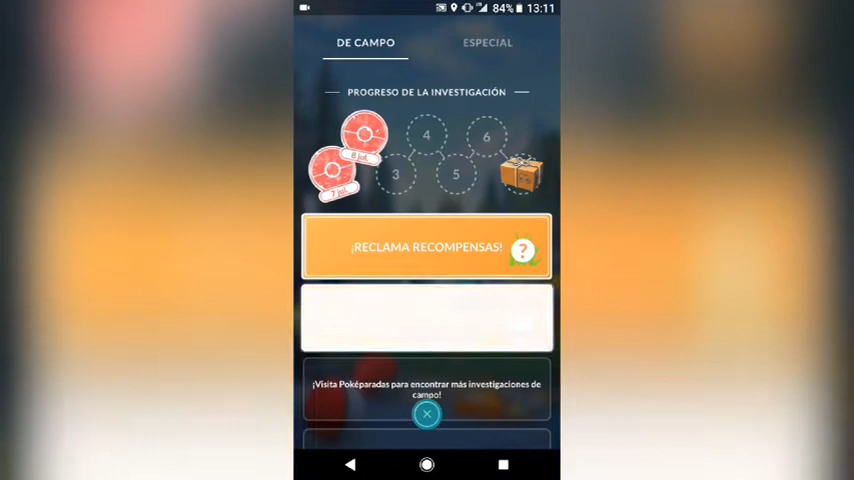 84% 13:11
DE CAMPO
ESPECIAL
PROGRESO DE LA INVESTIGACIÓN
4
6
8 jul.
3
5
7 jul.
¡RECLAMA RECOMPENSAS!
?
¡Visita Poképaradas para encontrar más investigaciones de
campo!